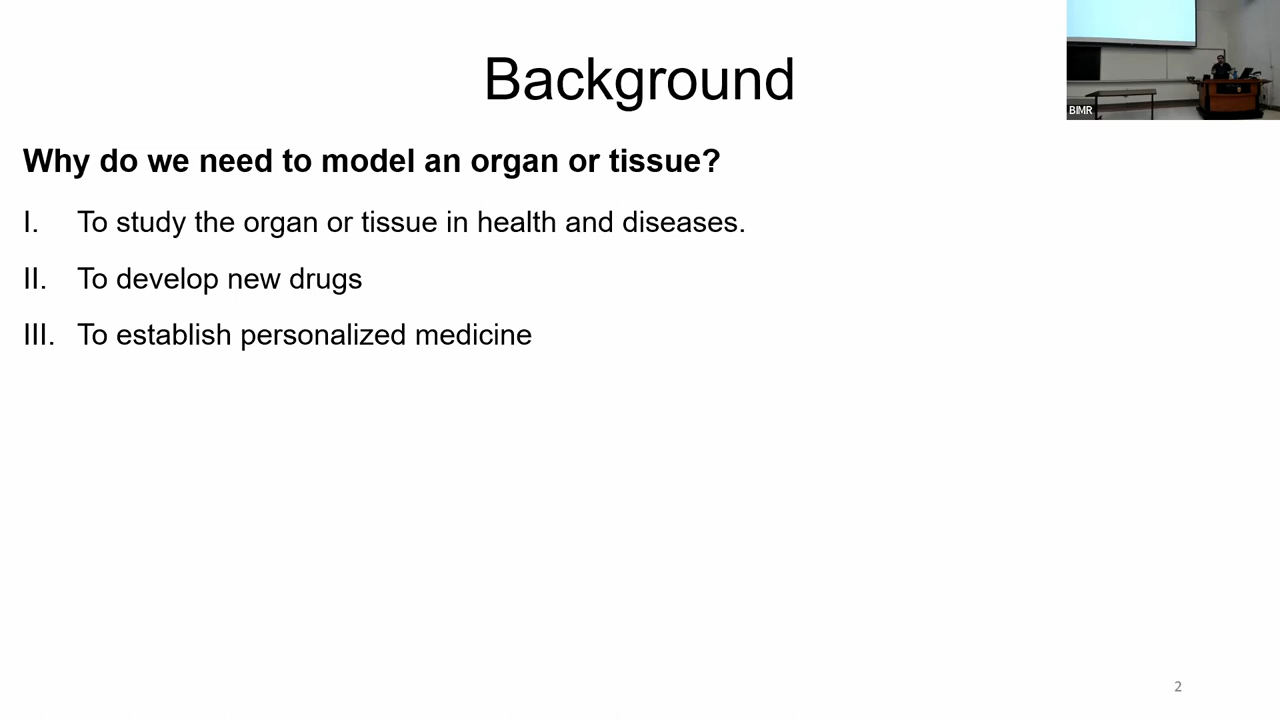 Background
BIMR
Why do we need to model an organ or tissue?
I. To study the organ or tissue in health and diseases.
II. To develop new drugs
III. To establish personalized medicine
2